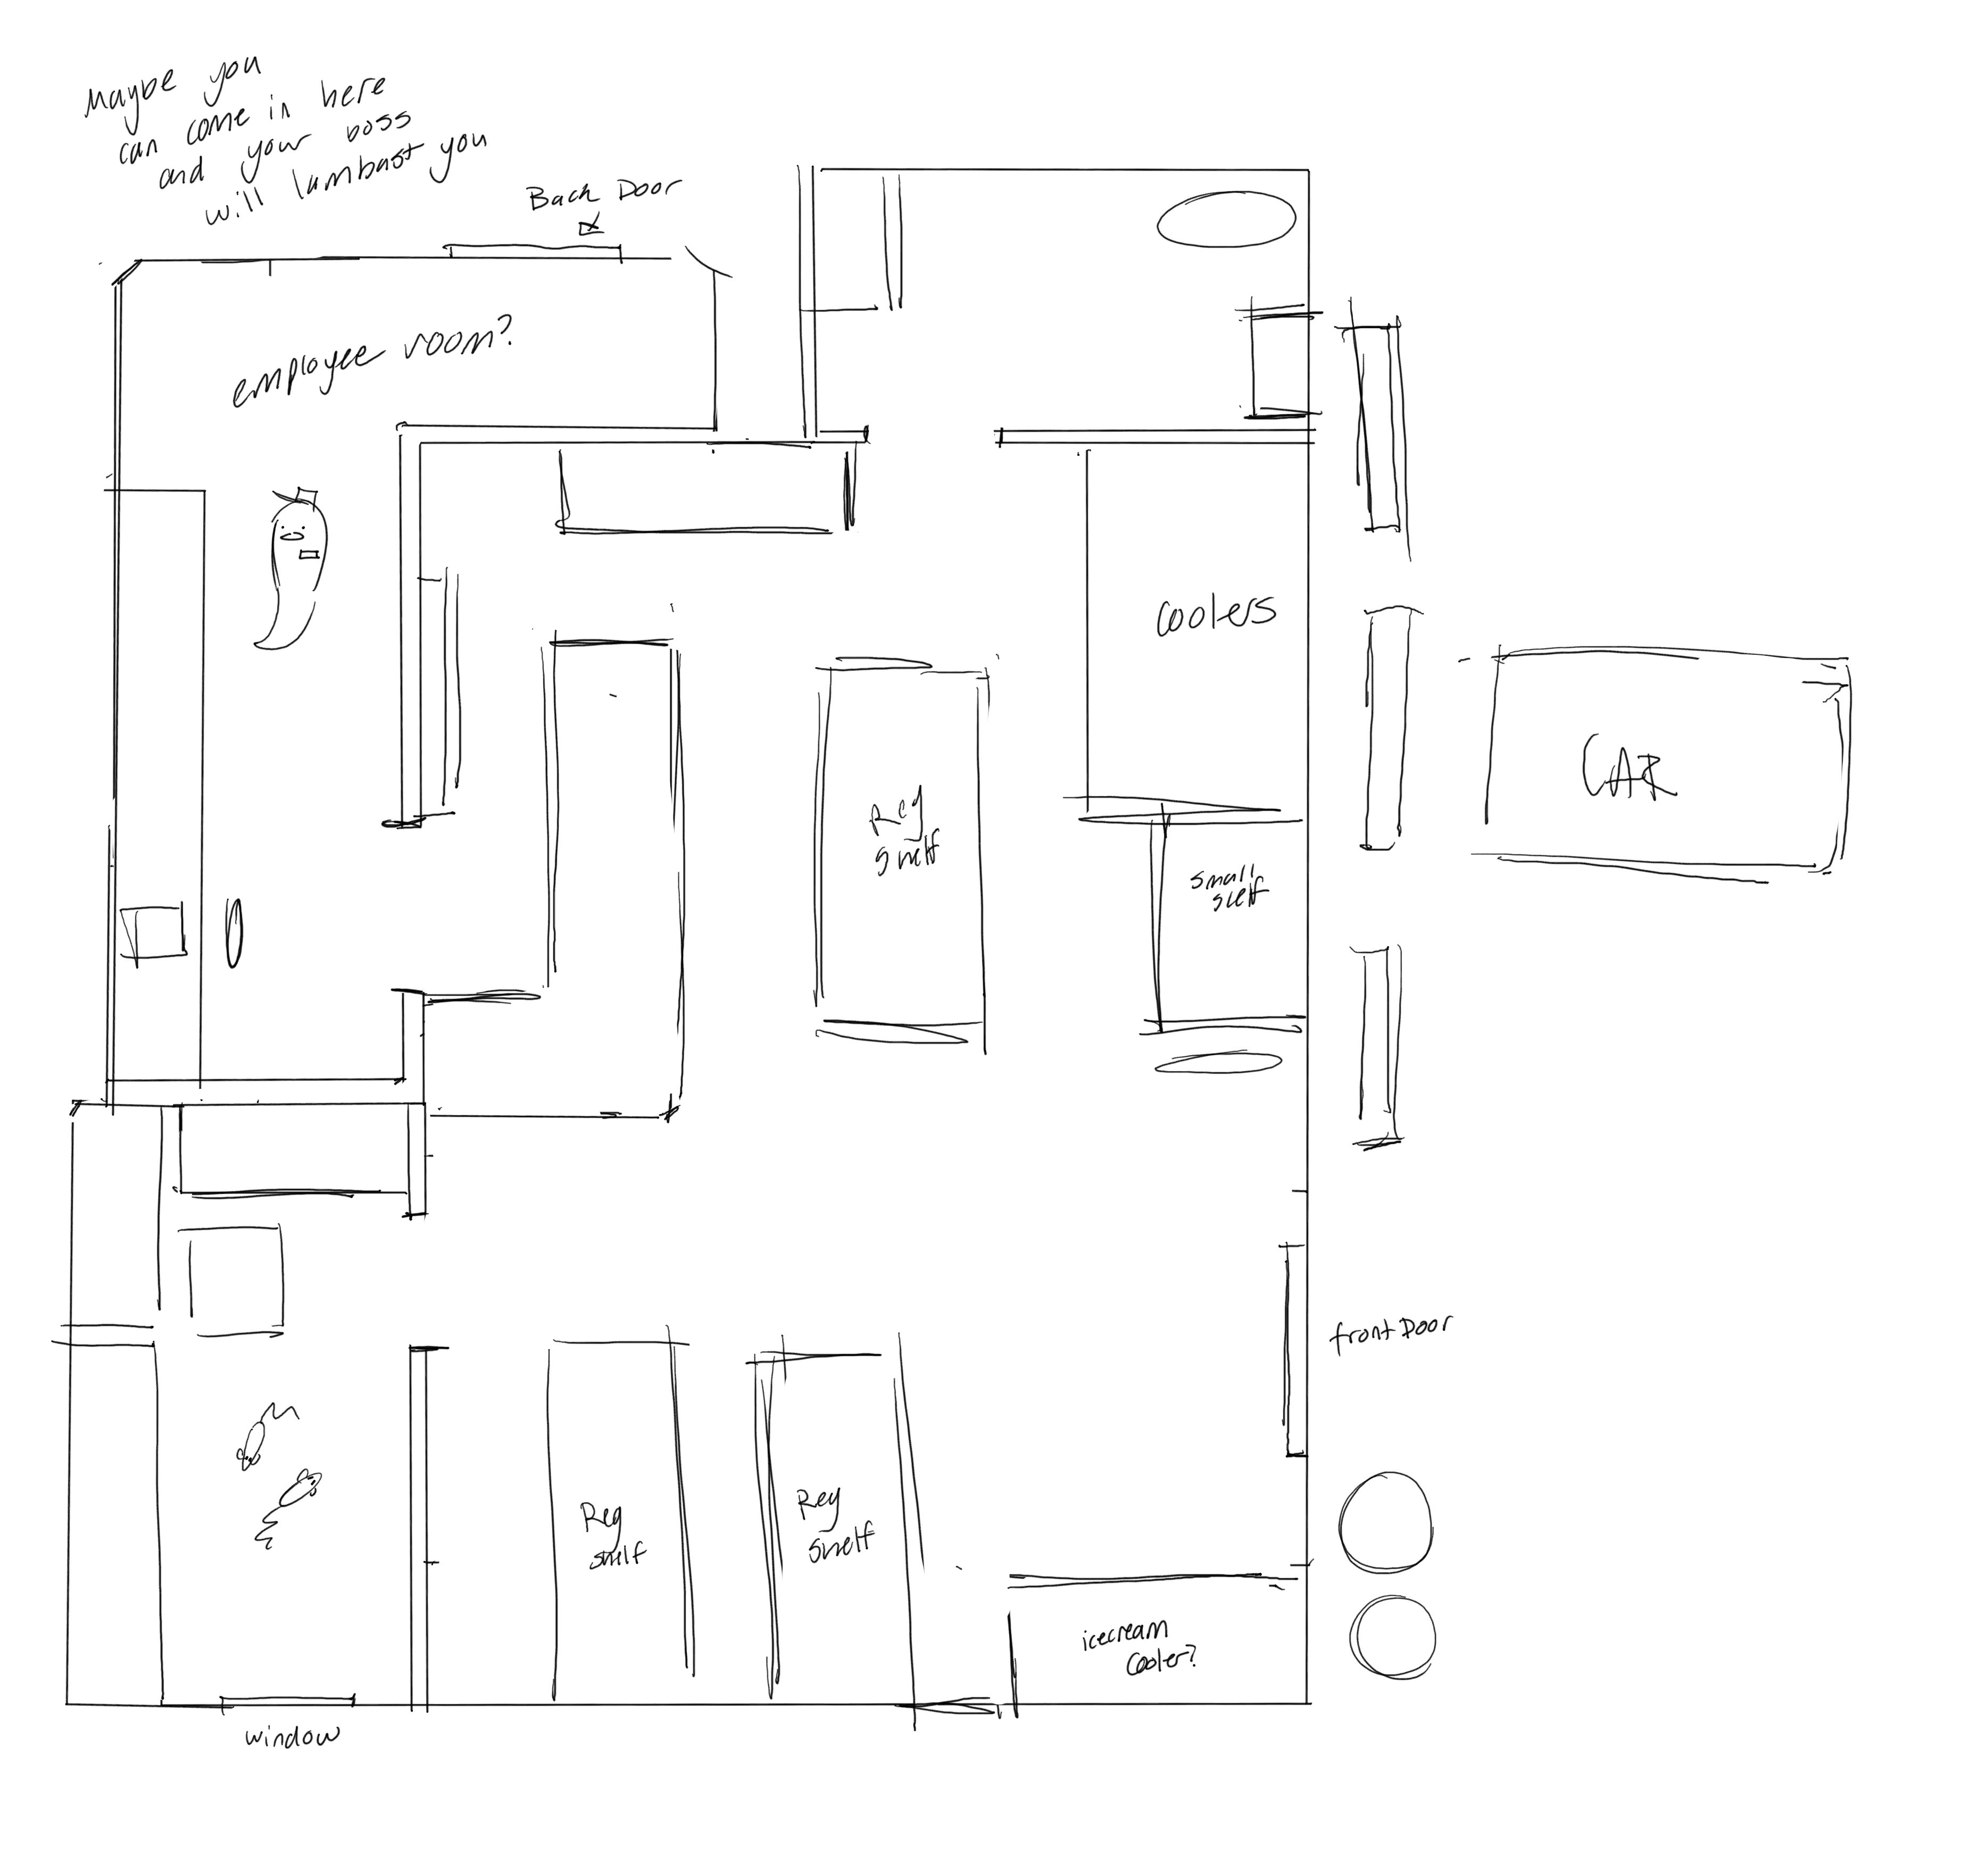 Maybe you
can come in here
and your boss
will lambast you
Back Door
employee room?
coolers
Reg
shelf
CAR
small
shelf
front Door
Reg
shelf
Reg
shelf
icecream
cooler?
window